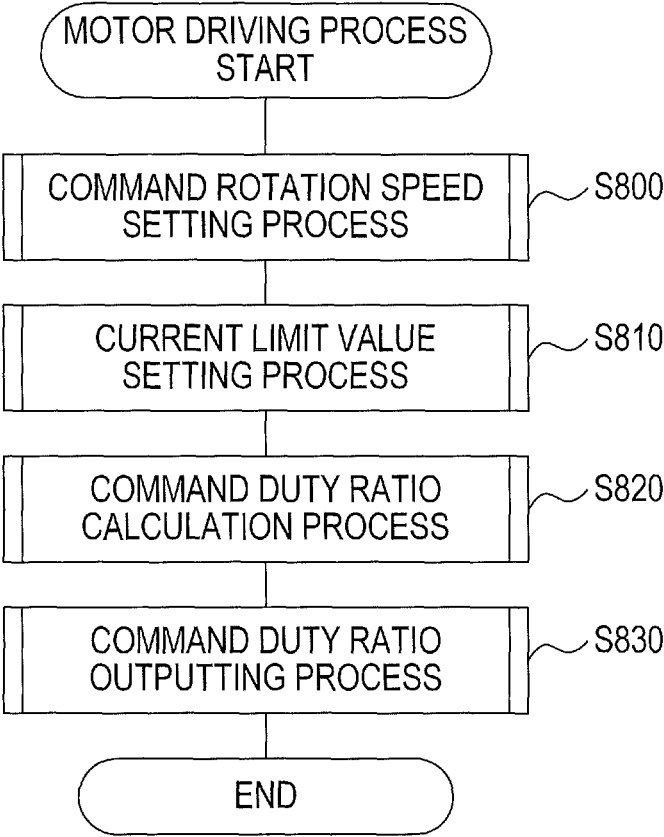 MOTOR DRIVING PROCESS
START
COMMAND ROTATION SPEED
SETTING PROCESS
S800
CURRENT LIMIT VALUE
SETTING PROCESS
S810
COMMAND DUTY RATIO
CALCULATION PROCESS
S820
COMMAND DUTY RATIO
OUTPUTTING PROCESS
S830
END